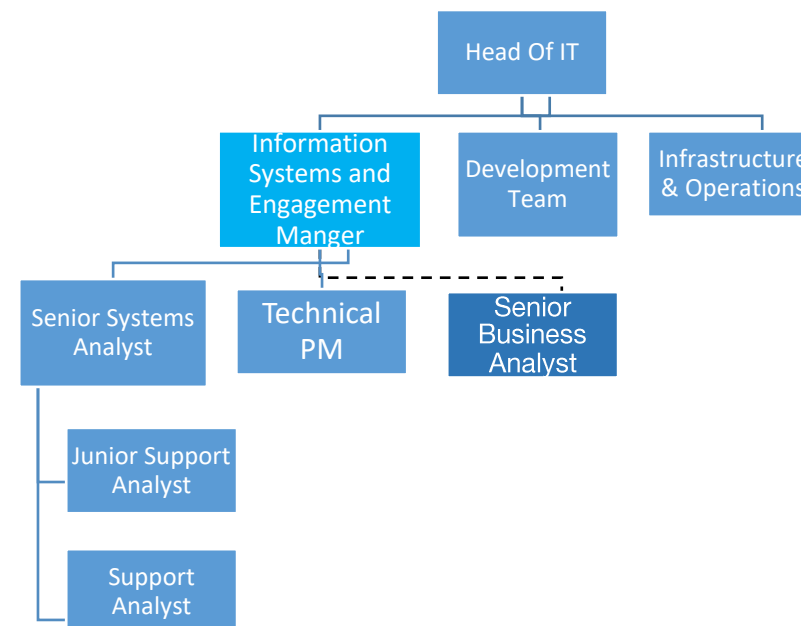 Head Of IT
Information
Systems and
Engagement
Manger
Development
Team
Infrastructure
& Operations
Senior Systems
Analyst
Technical
PM
Senior
Business
Analyst
Junior Support
Analyst
Support
Analyst